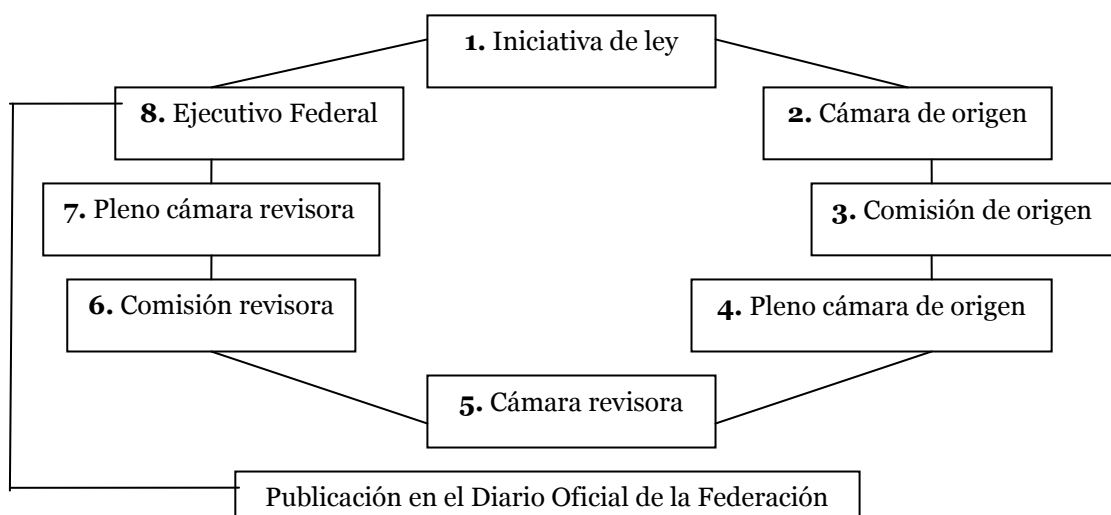 1. Iniciativa de ley
8. Ejecutivo Federal
2. Cámara de origen
7. Pleno cámara revisora
3. Comisión de origen
6. Comisión revisora
4. Pleno cámara de origen
5. Cámara revisora
Publicación en el Diario Oficial de la Federación